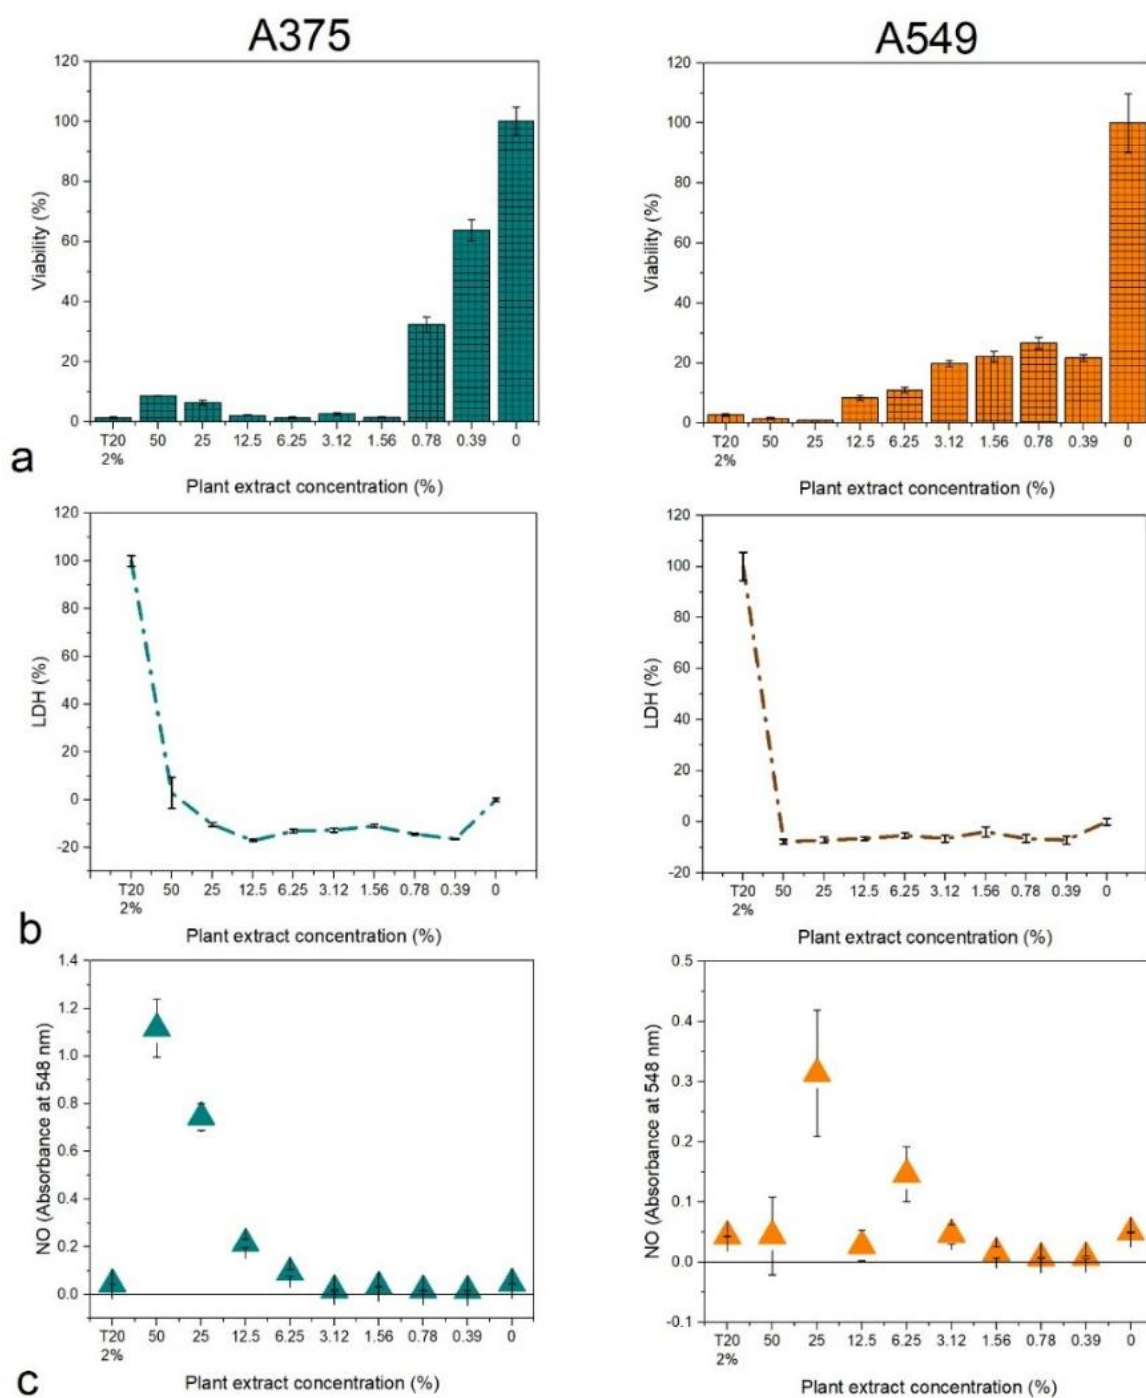 A375
A549
120
100
80
60
40
20
0
Viability (%)
T20 2% 50 25 12.5 6.25 3.12 1.56 0.78 0.39 0
Plant extract concentration (%)
120
100
80
60
40
20
0
Viability (%)
T20 2% 50 25 12.5 6.25 3.12 1.56 0.78 0.39 0
Plant extract concentration (%)
a
120
100
80
60
40
20
0
-20
LDH (%)
T20 2% 50 25 12.5 6.25 3.12 1.56 0.78 0.39 0
Plant extract concentration (%)
120
100
80
60
40
20
0
-20
LDH (%)
T20 2% 50 25 12.5 6.25 3.12 1.56 0.78 0.39 0
Plant extract concentration (%)
b
1.4
1.2
1.0
0.8
0.6
0.4
0.2
0.0
NO (Absorbance at 548 nm)
T20 2% 50 25 12.5 6.25 3.12 1.56 0.78 0.39 0
Plant extract concentration (%)
0.5
0.4
0.3
0.2
0.1
0.0
-0.1
NO (Absorbance at 548 nm)
T20 2% 50 25 12.5 6.25 3.12 1.56 0.78 0.39 0
Plant extract concentration (%)
c